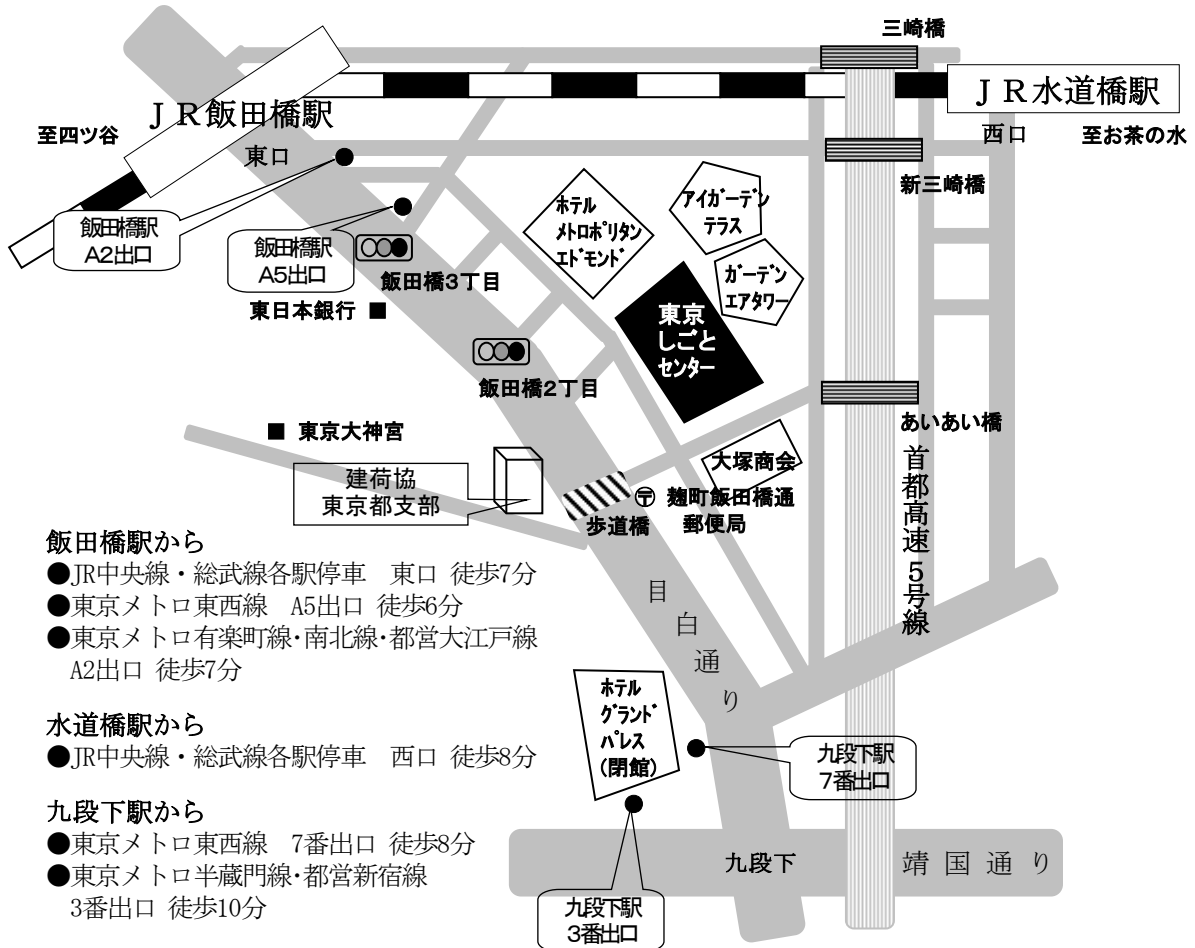 三崎橋
ＪＲ飯田橋駅
ＪＲ水道橋駅
至四ツ谷
東口
西口
至お茶の水
新三崎橋
飯田橋駅
A2出口
飯田橋駅
A5出口
飯田橋3丁目
東日本銀行 ■
ホテル
メトロポリタン
エドモンド
アイガーデン
テラス
ガーデン
エアタワー
東京
しごと
センター
飯田橋2丁目
あいあい橋
■ 東京大神宮
大塚商会
建荷協
東京都支部
〒 麹町飯田橋通
郵便局
歩道橋
首都高速5号線
目白通り
飯田橋駅から
●JR中央線・総武線各駅停車　東口 徒歩7分
●東京メトロ東西線　A5出口 徒歩6分
●東京メトロ有楽町線・南北線・都営大江戸線
A2出口 徒歩7分
水道橋駅から
●JR中央線・総武線各駅停車　西口 徒歩8分
九段下駅から
●東京メトロ東西線　7番出口 徒歩8分
●東京メトロ半蔵門線・都営新宿線
3番出口 徒歩10分
ホテル
グランド
パレス
(閉館)
九段下駅
7番出口
九段下
靖国通り
九段下駅
3番出口